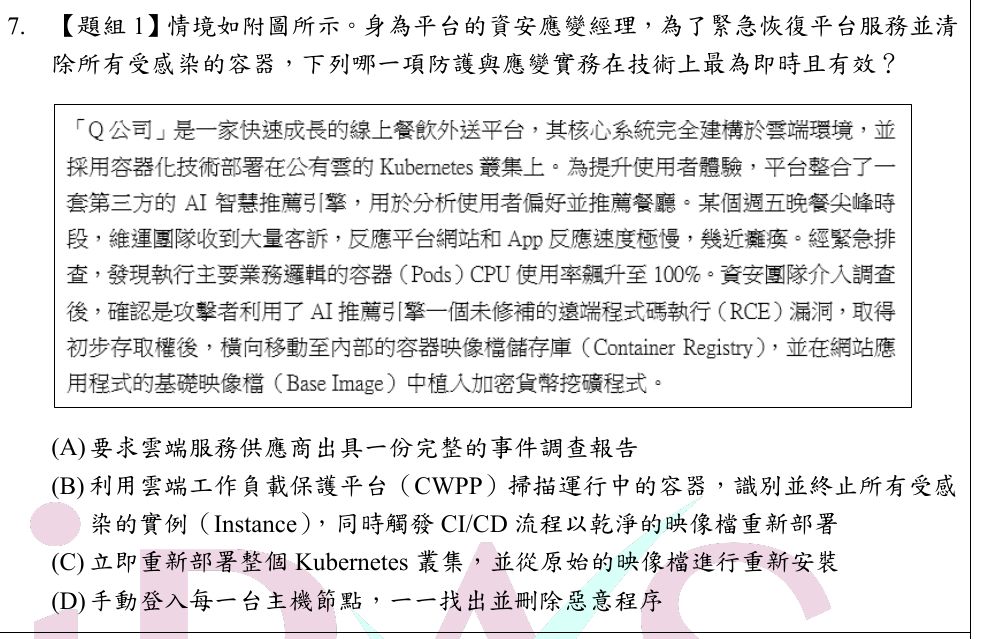 7. 【題組 1】情境如附圖所示。身為平台的資安應變經理，為了緊急恢復平台服務並清
除所有受感染的容器，下列哪一項防護與應變實務在技術上最為即時且有效？
「Q 公司」是一家快速成長的線上餐飲外送平台，其核心系統完全建構於雲端環境，並
採用容器化技術部署在公有雲的 Kubernetes 叢集上。為提升使用者體驗，平台整合了一
套第三方的 AI 智慧推薦引擎，用於分析使用者偏好並推薦餐廳。某個週五晚餐尖峰時
段，維運團隊收到大量客訴，反應平台網站和 App 反應速度極慢，幾近癱瘓。經緊急排
查，發現執行主要業務邏輯的容器（Pods）CPU 使用率飆升至 100%。資安團隊介入調查
後，確認是攻擊者利用了 AI 推薦引擎一個未修補的遠端程式碼執行（RCE）漏洞，取得
初步存取權後，橫向移動至內部的容器映像檔儲存庫（Container Registry），並在網站應
用程式的基礎映像檔（Base Image）中植入加密貨幣挖礦程式。
(A) 要求雲端服務供應商出具一份完整的事件調查報告
(B) 利用雲端工作負載保護平台（CWPP）掃描運行中的容器，識別並終止所有受感
染的實例（Instance），同時觸發 CI/CD 流程以乾淨的映像檔重新部署
(C) 立即重新部署整個 Kubernetes 叢集，並從原始的映像檔進行重新安裝
(D) 手動登入每一台主機節點，一一找出並刪除惡意程序